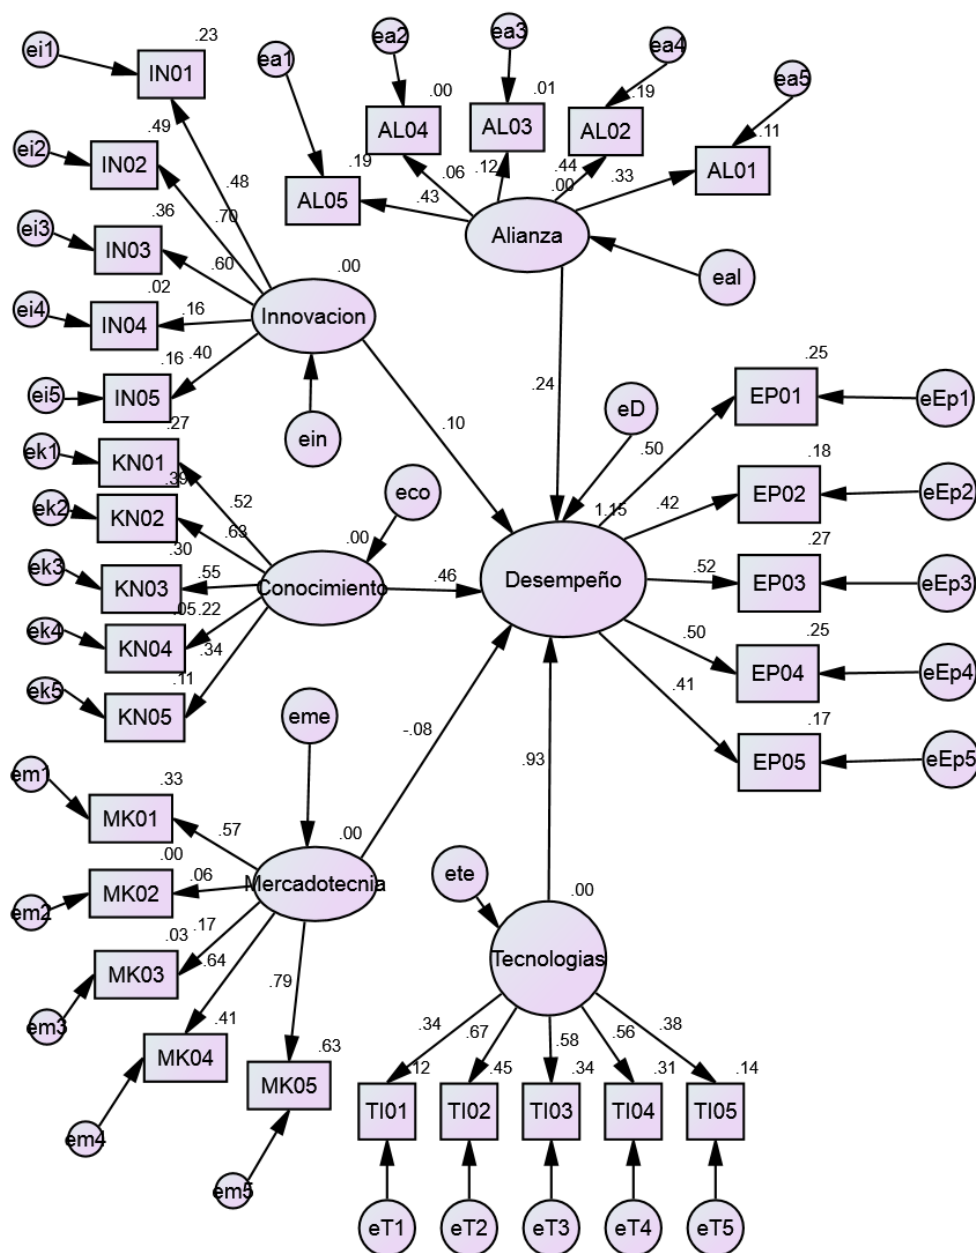 ei1
.23
IN01
ei2
.49
IN02
.48
.70
ei3
.36
IN03
.60
ei4
.02
IN04
.16
ei5
.16
.40
IN05
Innovacion
.00
ein
ea1
ea2
ea3
ea4
ea5
.19
AL05
.00
AL04
.01
AL03
.19
AL02
.11
AL01
.43
.06
.12
.44
.33
.00
Alianza
eal
.24
.10
ek1
.27
KN01
ek2
.39
KN02
ek3
.30
KN03
ek4
.05
KN04
ek5
.11
KN05
.52
.63
.55
.22
.34
.00
Conocimiento
eco
.46
eD
1.15
Desempeño
.50
.42
.52
.50
.41
.25
EP01
eEp1
.18
EP02
eEp2
.27
EP03
eEp3
.25
EP04
eEp4
.17
EP05
eEp5
eme
-.08
.93
em1
.33
MK01
.57
em2
.00
MK02
.06
em3
.03
MK03
.17
em4
.41
MK04
.64
em5
.63
MK05
.79
.00
Mercadotecnia
ete
.00
Tecnologias
.34
.67
.58
.56
.38
.12
.45
.34
.31
.14
TI01
TI02
TI03
TI04
TI05
eT1
eT2
eT3
eT4
eT5